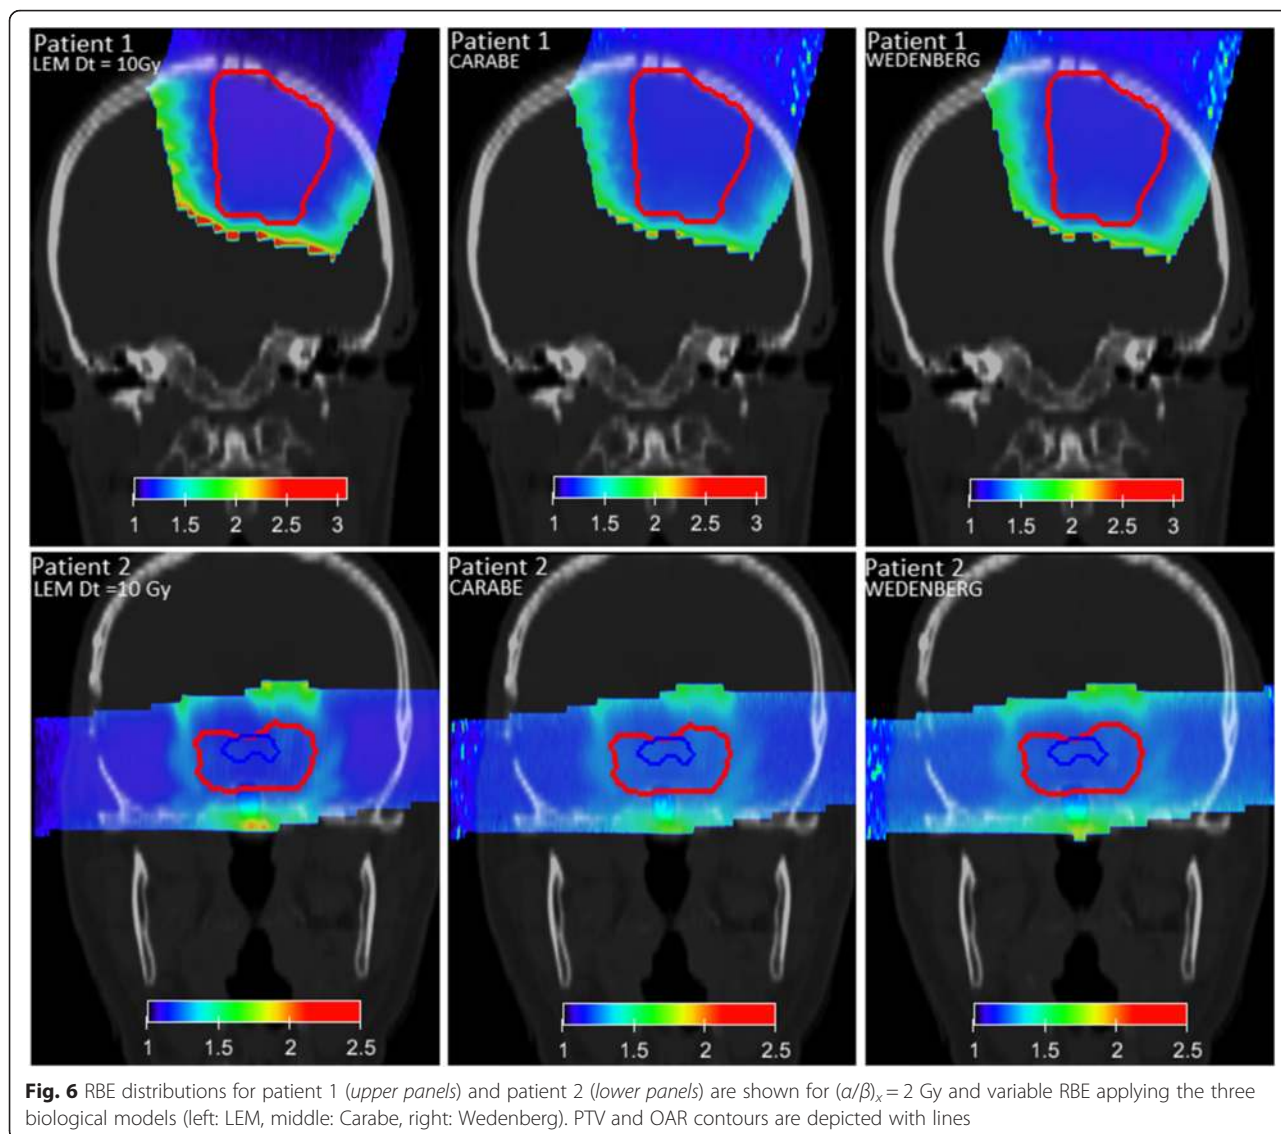 Patient 1
LEM Dt = 10Gy
Patient 1
CARABE
Patient 1
WEDENBERG
1 1.5 2 2.5 3
1 1.5 2 2.5 3
1 1.5 2 2.5 3
Patient 2
LEM Dt =10 Gy
Patient 2
CARABE
Patient 2
WEDENBERG
1 1.5 2 2.5
1 1.5 2 2.5
1 1.5 2 2.5
Fig. 6 RBE distributions for patient 1 (upper panels) and patient 2 (lower panels) are shown for (α/β)ₓ = 2 Gy and variable RBE applying the three
biological models (left: LEM, middle: Carabe, right: Wedenberg). PTV and OAR contours are depicted with lines